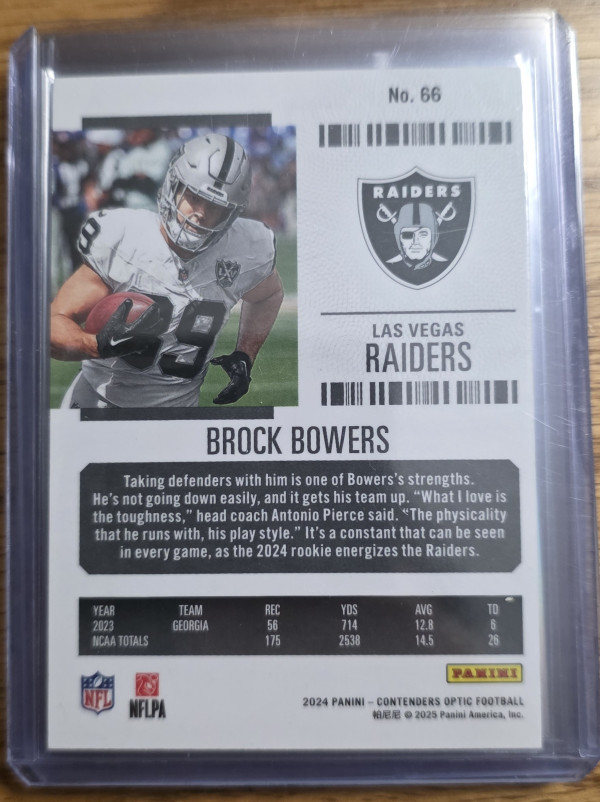 No. 66
RAIDERS
LAS VEGAS
RAIDERS
89
BROCK BOWERS
Taking defenders with him is one of Bowers's strengths.
He's not going down easily, and it gets his team up. “What I love is
the toughness,” head coach Antonio Pierce said. “The physicality
that he runs with, his play style.” It's a constant that can be seen
in every game, as the 2024 rookie energizes the Raiders.
YEAR TEAM REC YDS AVG TD
2023 GEORGIA 56 714 12.8 6
NCAA TOTALS 175 2538 14.5 26
PANINI
NFL NFLPA
2024 PANINI – CONTENDERS OPTIC FOOTBALL
帕尼尼 © 2025 Panini America, Inc.